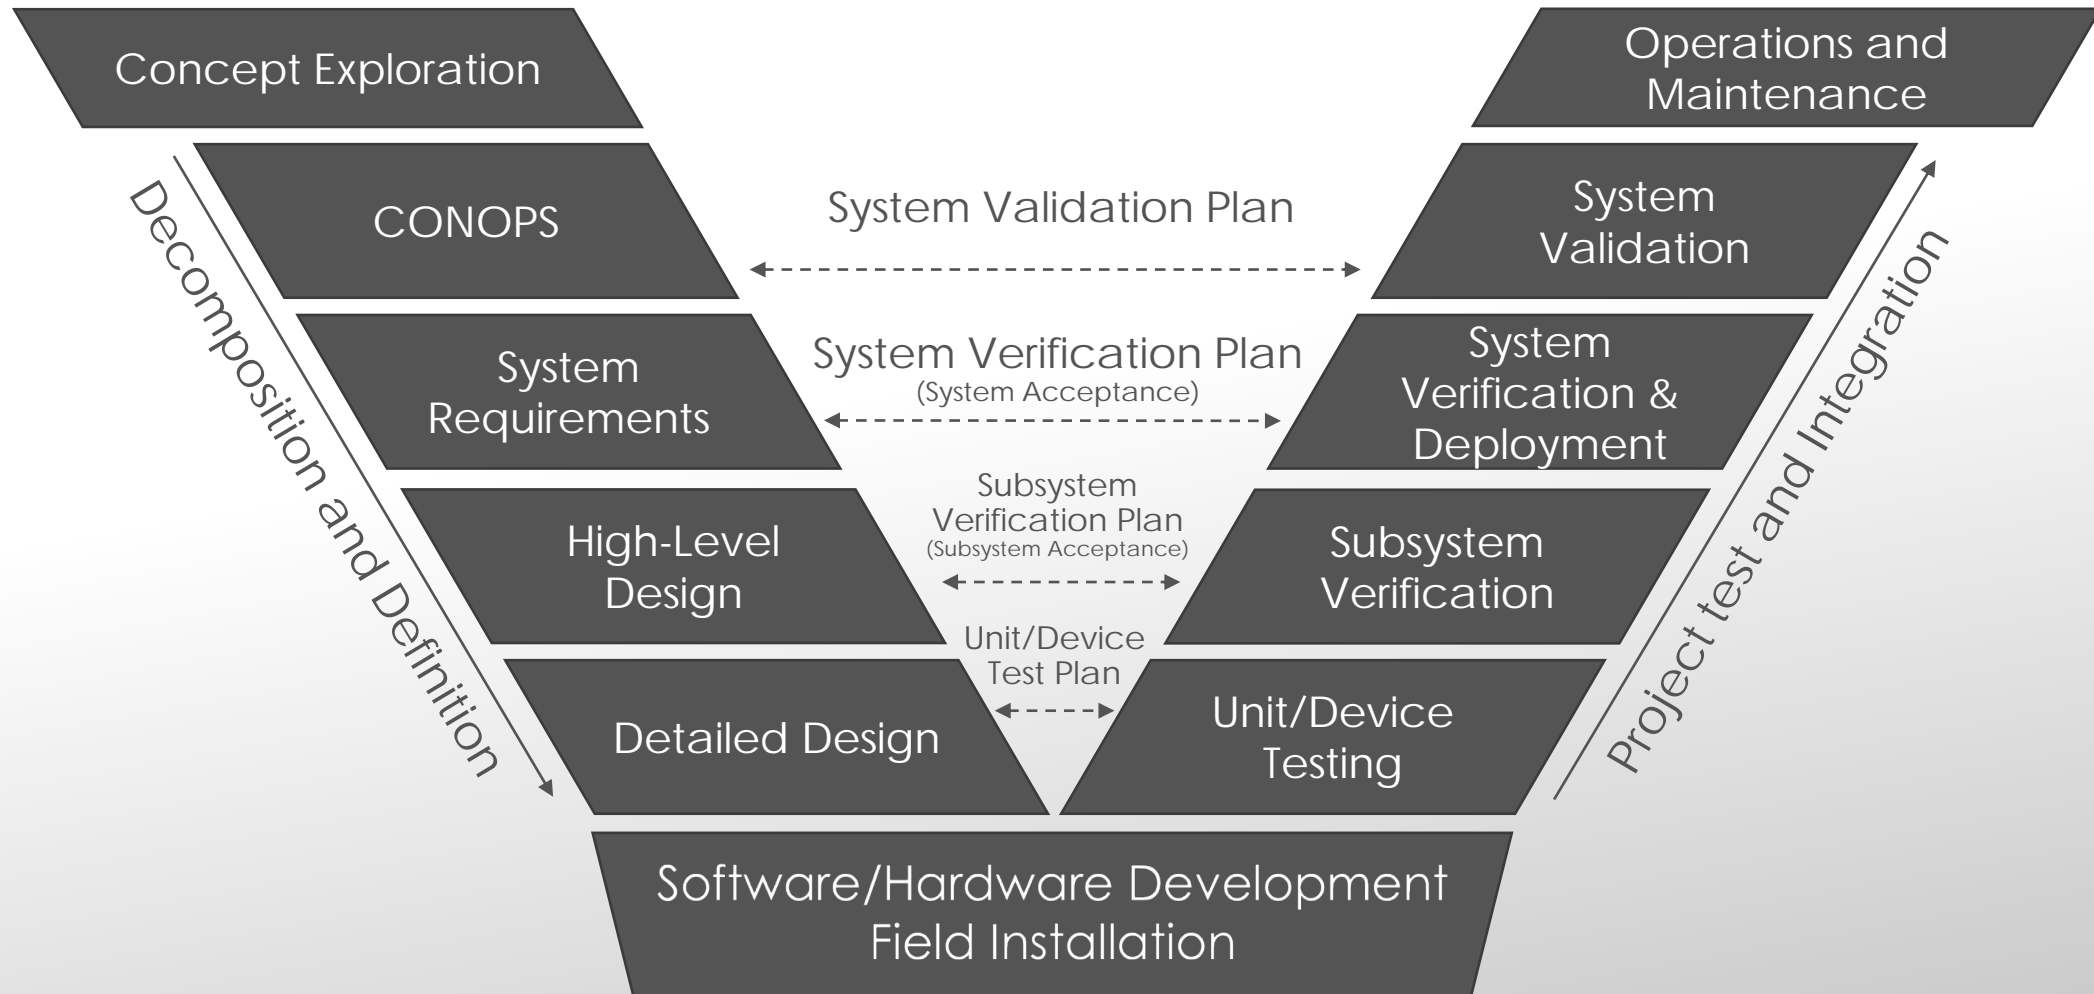 Concept Exploration
Operations and
Maintenance
CONOPS
System Validation Plan
System
Validation
System
Requirements
System Verification Plan
(System Acceptance)
System
Verification &
Deployment
High-Level
Design
Subsystem
Verification Plan
(Subsystem Acceptance)
Subsystem
Verification
Detailed Design
Unit/Device
Test Plan
Unit/Device
Testing
Decomposition and Definition
Project test and Integration
Software/Hardware Development
Field Installation